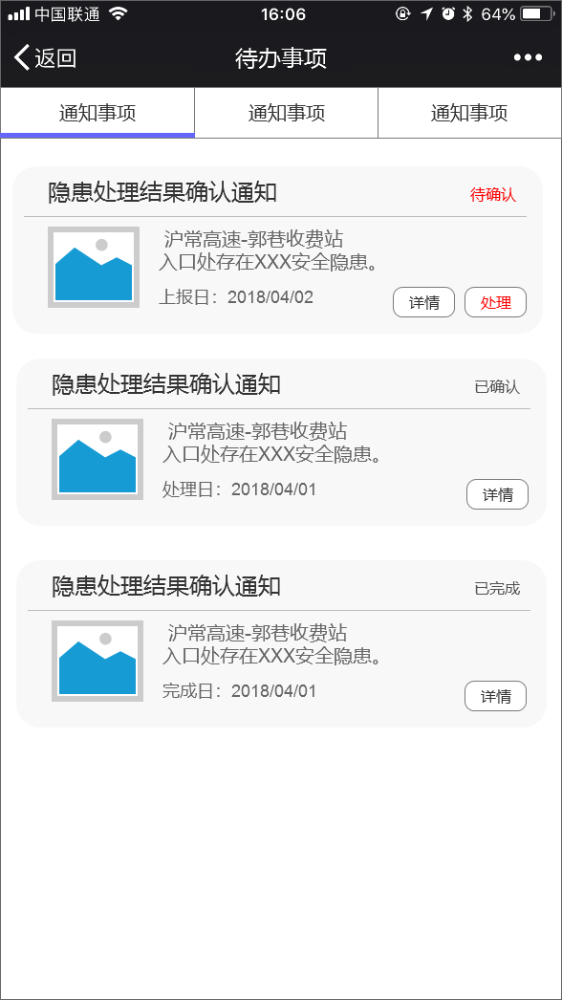 中国联通 16:06 64%
返回 待办事项
通知事项 通知事项 通知事项
隐患处理结果确认通知 待确认
沪常高速-郭巷收费站
入口处存在XXX安全隐患。
上报日：2018/04/02 详情 处理
隐患处理结果确认通知 已确认
沪常高速-郭巷收费站
入口处存在XXX安全隐患。
处理日：2018/04/01 详情
隐患处理结果确认通知 已完成
沪常高速-郭巷收费站
入口处存在XXX安全隐患。
完成日：2018/04/01 详情